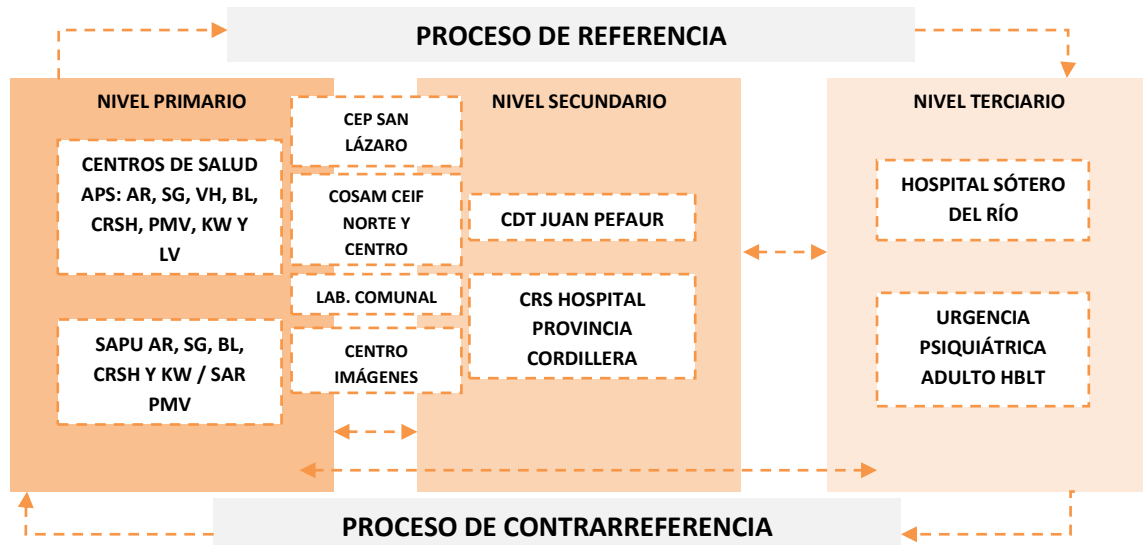 PROCESO DE REFERENCIA
NIVEL PRIMARIO
CENTROS DE SALUD
APS: AR, SG, VH, BL,
CRSH, PMV, KW Y
LV
SAPU AR, SG, BL,
CRSH Y KW / SAR
PMV
CEP SAN
LÁZARO
COSAM CEIF
NORTE Y
CENTRO
LAB. COMUNAL
CENTRO
IMÁGENES
NIVEL SECUNDARIO
CDT JUAN PEFAUR
CRS HOSPITAL
PROVINCIA
CORDILLERA
NIVEL TERCIARIO
HOSPITAL SÓTERO
DEL RÍO
URGENCIA
PSIQUIÁTRICA
ADULTO HBLT
PROCESO DE CONTRARREFERENCIA